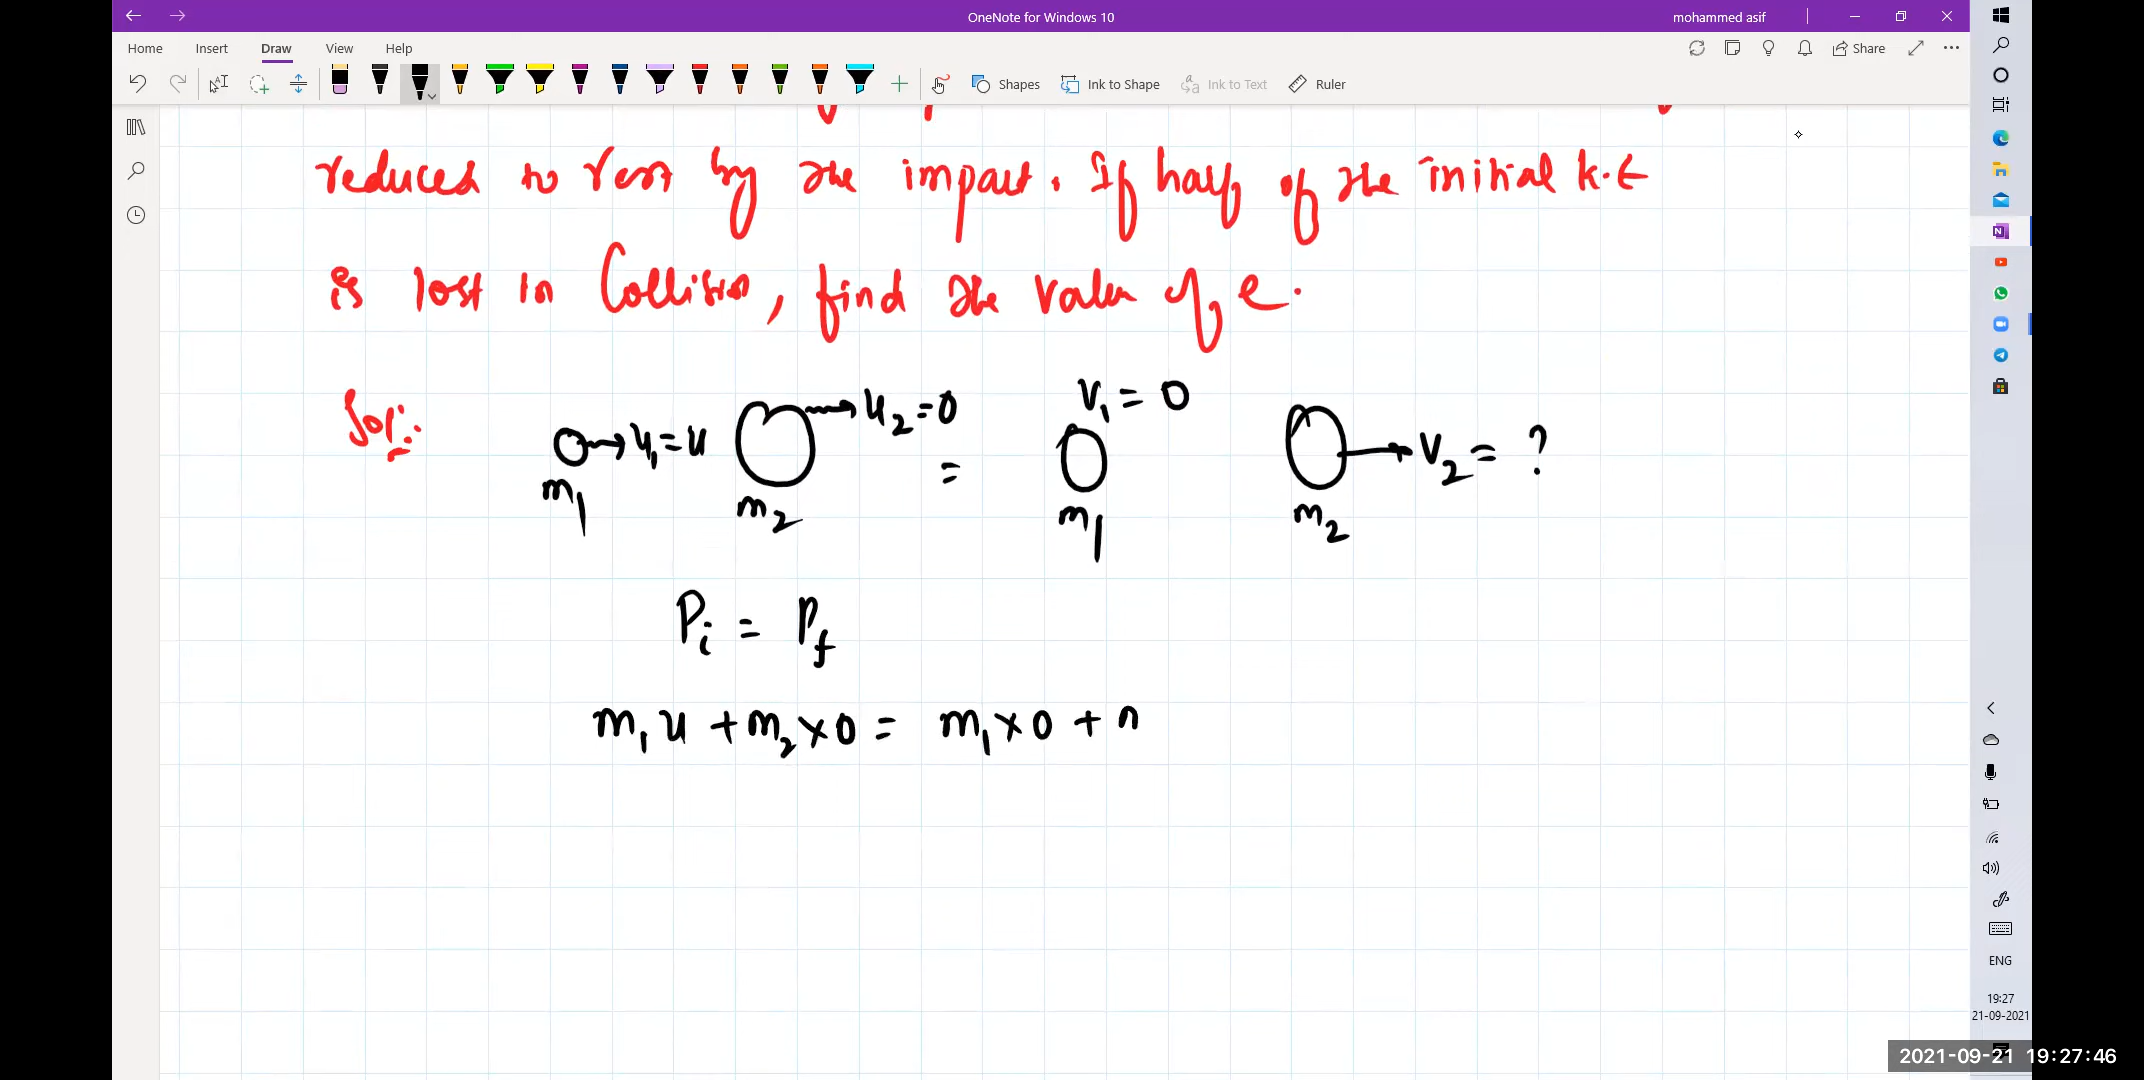 OneNote for Windows 10
mohammed asif
Home Insert Draw View Help
Share
Shapes Ink to Shape Ink to Text Ruler
reduced to rest by the impact. If half of the initial K.E
is lost in Collision, find the value of e.
Sol:
u₁ = u
u₂ = 0
=
v₁ = 0
v₂ = ?
m₁ m₂ m₁ m₂
Pᵢ = P_f
m₁u + m₂×0 = m₁×0 + n
ENG
19:27
21-09-2021
2021-09-21 19:27:46